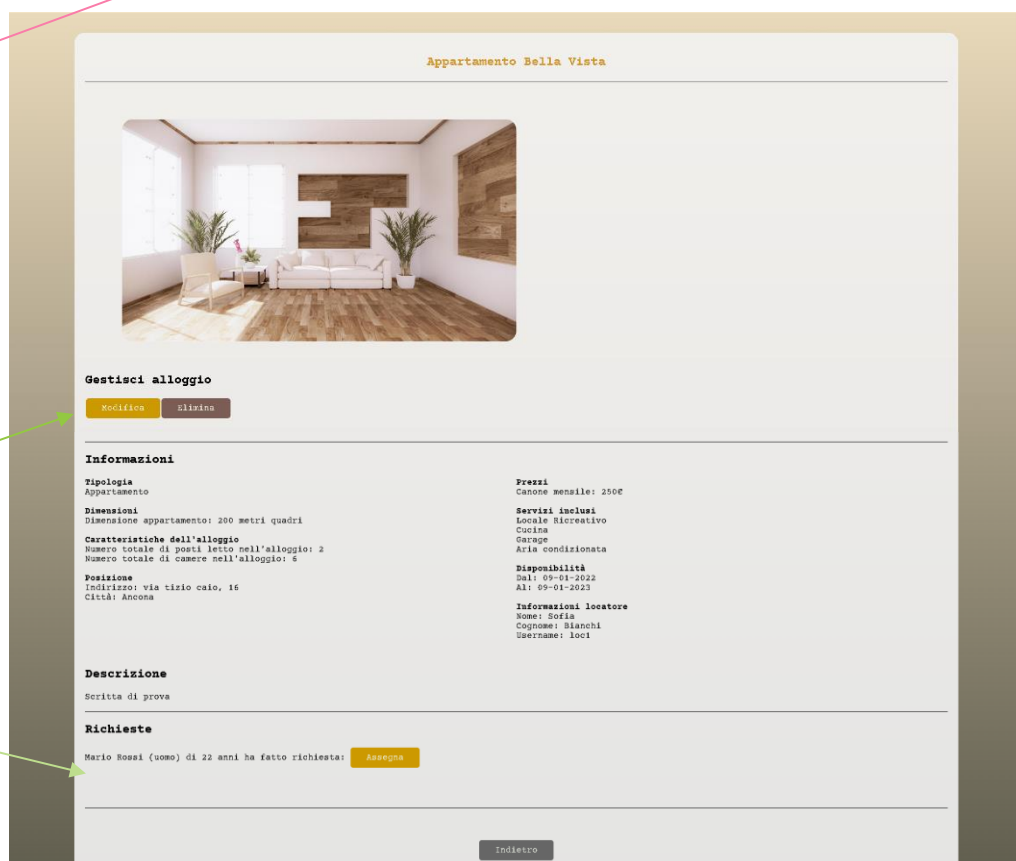 Appartamento Bella Vista
Gestisci alloggio
Modifica Elimina
Informazioni
Tipologia
Appartamento
Dimensioni
Dimensione appartamento: 200 metri quadri
Caratteristiche dell'alloggio
Numero totale di posti letto nell'alloggio: 2
Numero totale di camere nell'alloggio: 6
Posizione
Indirizzo: via tizio caio, 16
Città: Ancona
Prezzi
Canone mensile: 250€
Servizi inclusi
Locale Ricreativo
Cucina
Garage
Aria condizionata
Disponibilità
Dal: 09-01-2022
Al: 09-01-2023
Informazioni locatore
Nome: Sofia
Cognome: Bianchi
Username: loc1
Descrizione
Scritta di prova
Richieste
Mario Rossi (uomo) di 22 anni ha fatto richiesta: Assegna
Indietro